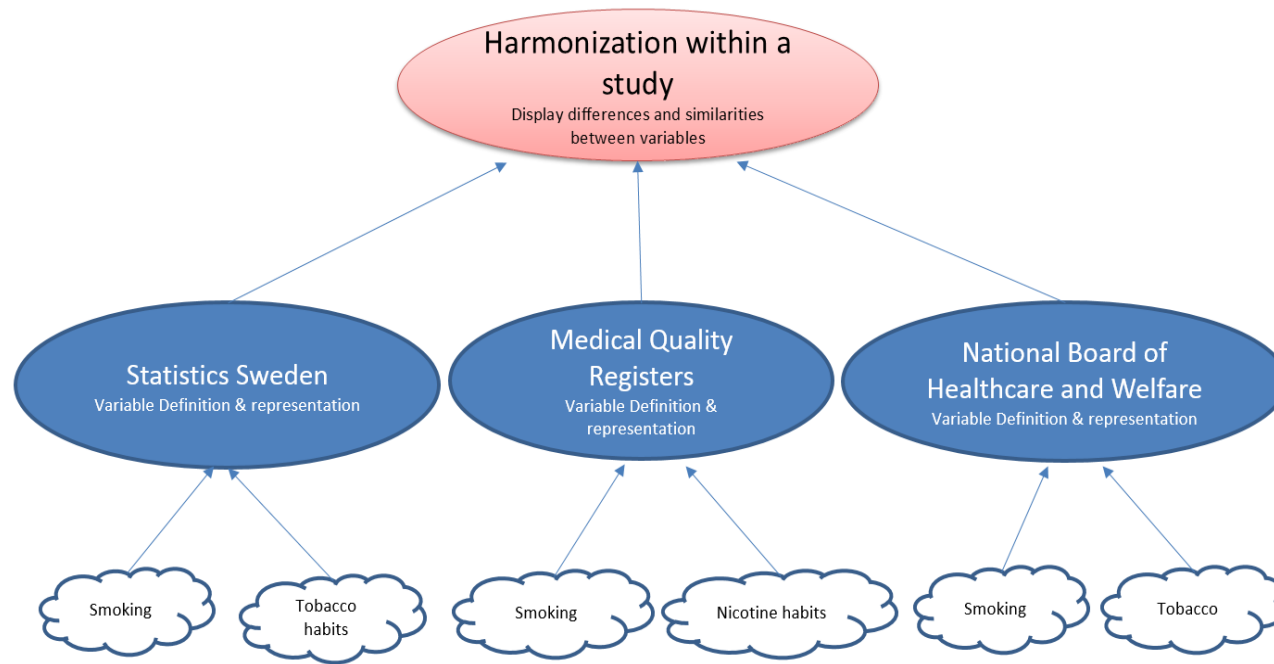 Harmonization within a
study
Display differences and similarities
between variables
Statistics Sweden
Variable Definition & representation
Medical Quality
Registers
Variable Definition &
representation
National Board of
Healthcare and Welfare
Variable Definition & representation
Smoking
Tobacco
habits
Smoking
Nicotine habits
Smoking
Tobacco